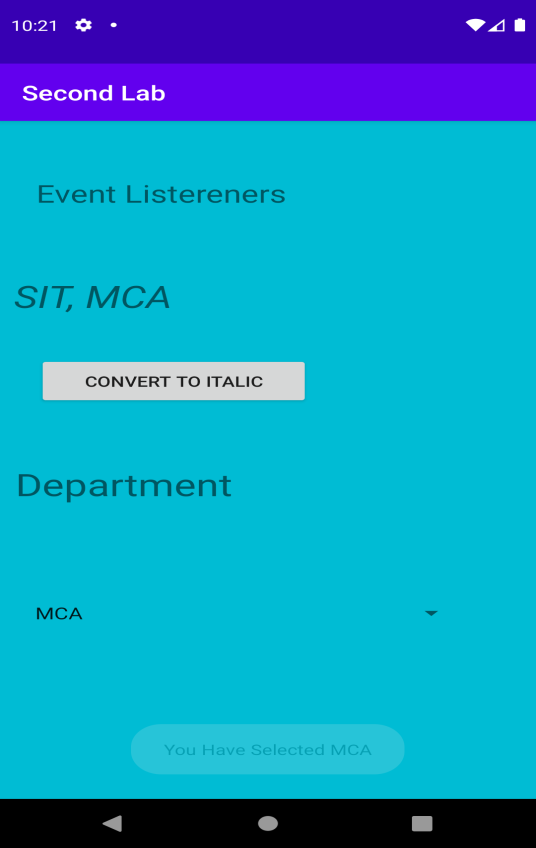 10:21
Second Lab
Event Listereners
SIT, MCA
CONVERT TO ITALIC
Department
MCA
You Have Selected MCA